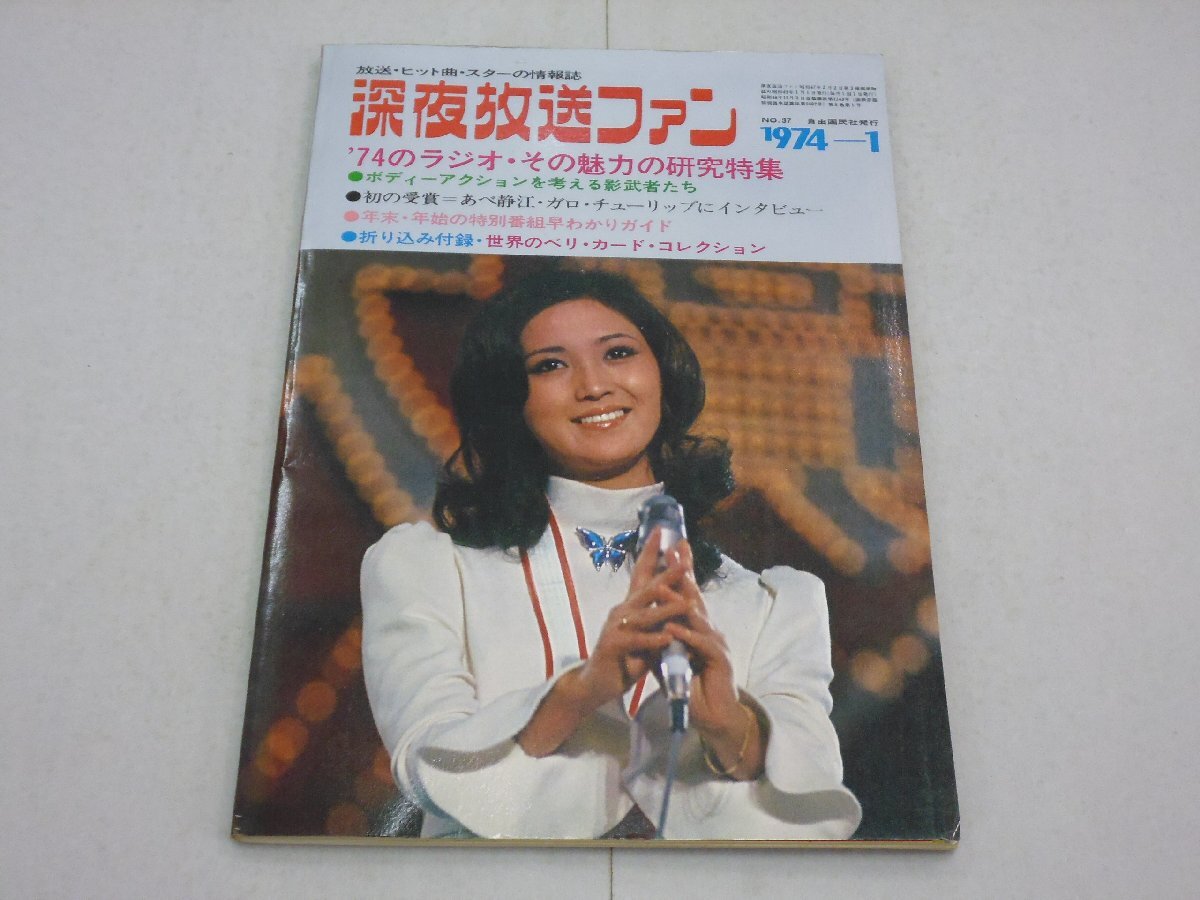 放送・ヒット曲・スターの情報誌
深夜放送ファン
NO.37 自由国民社発行
1974—1
'74のラジオ・その魅力の研究特集
●ボディーアクションを考える影武者たち
●初の受賞＝あべ静江・ガロ・チューリップにインタビュー
●年末・年始の特別番組早わかりガイド
●折り込み付録・世界のベリ・カード・コレクション